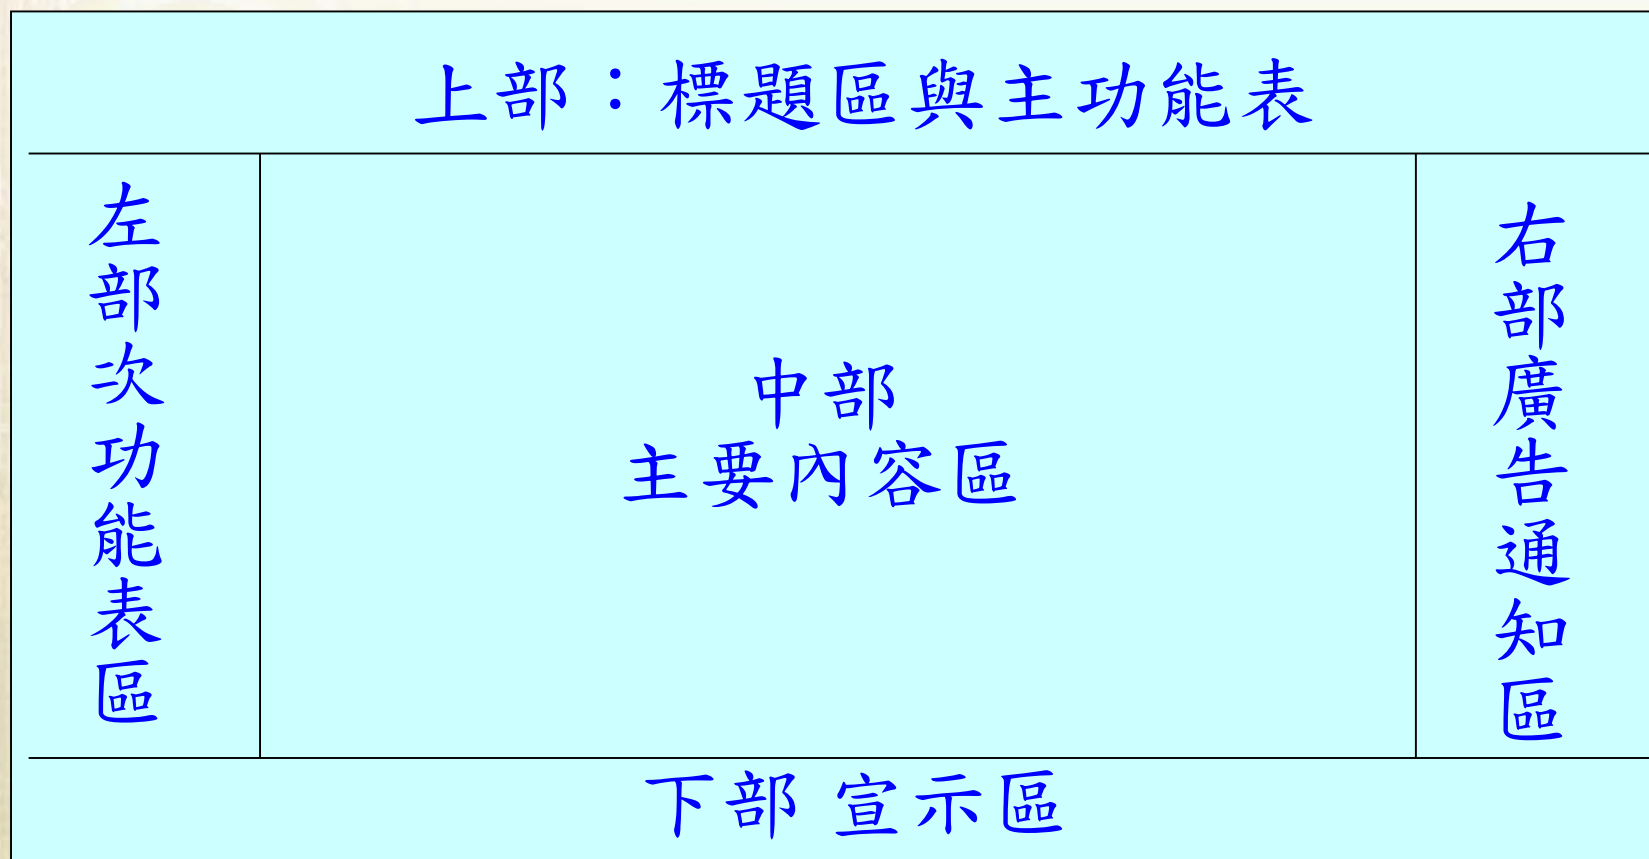 上部：標題區與主功能表
左部次功能表區
中部
主要內容區
右部廣告通知區
下部 宣示區